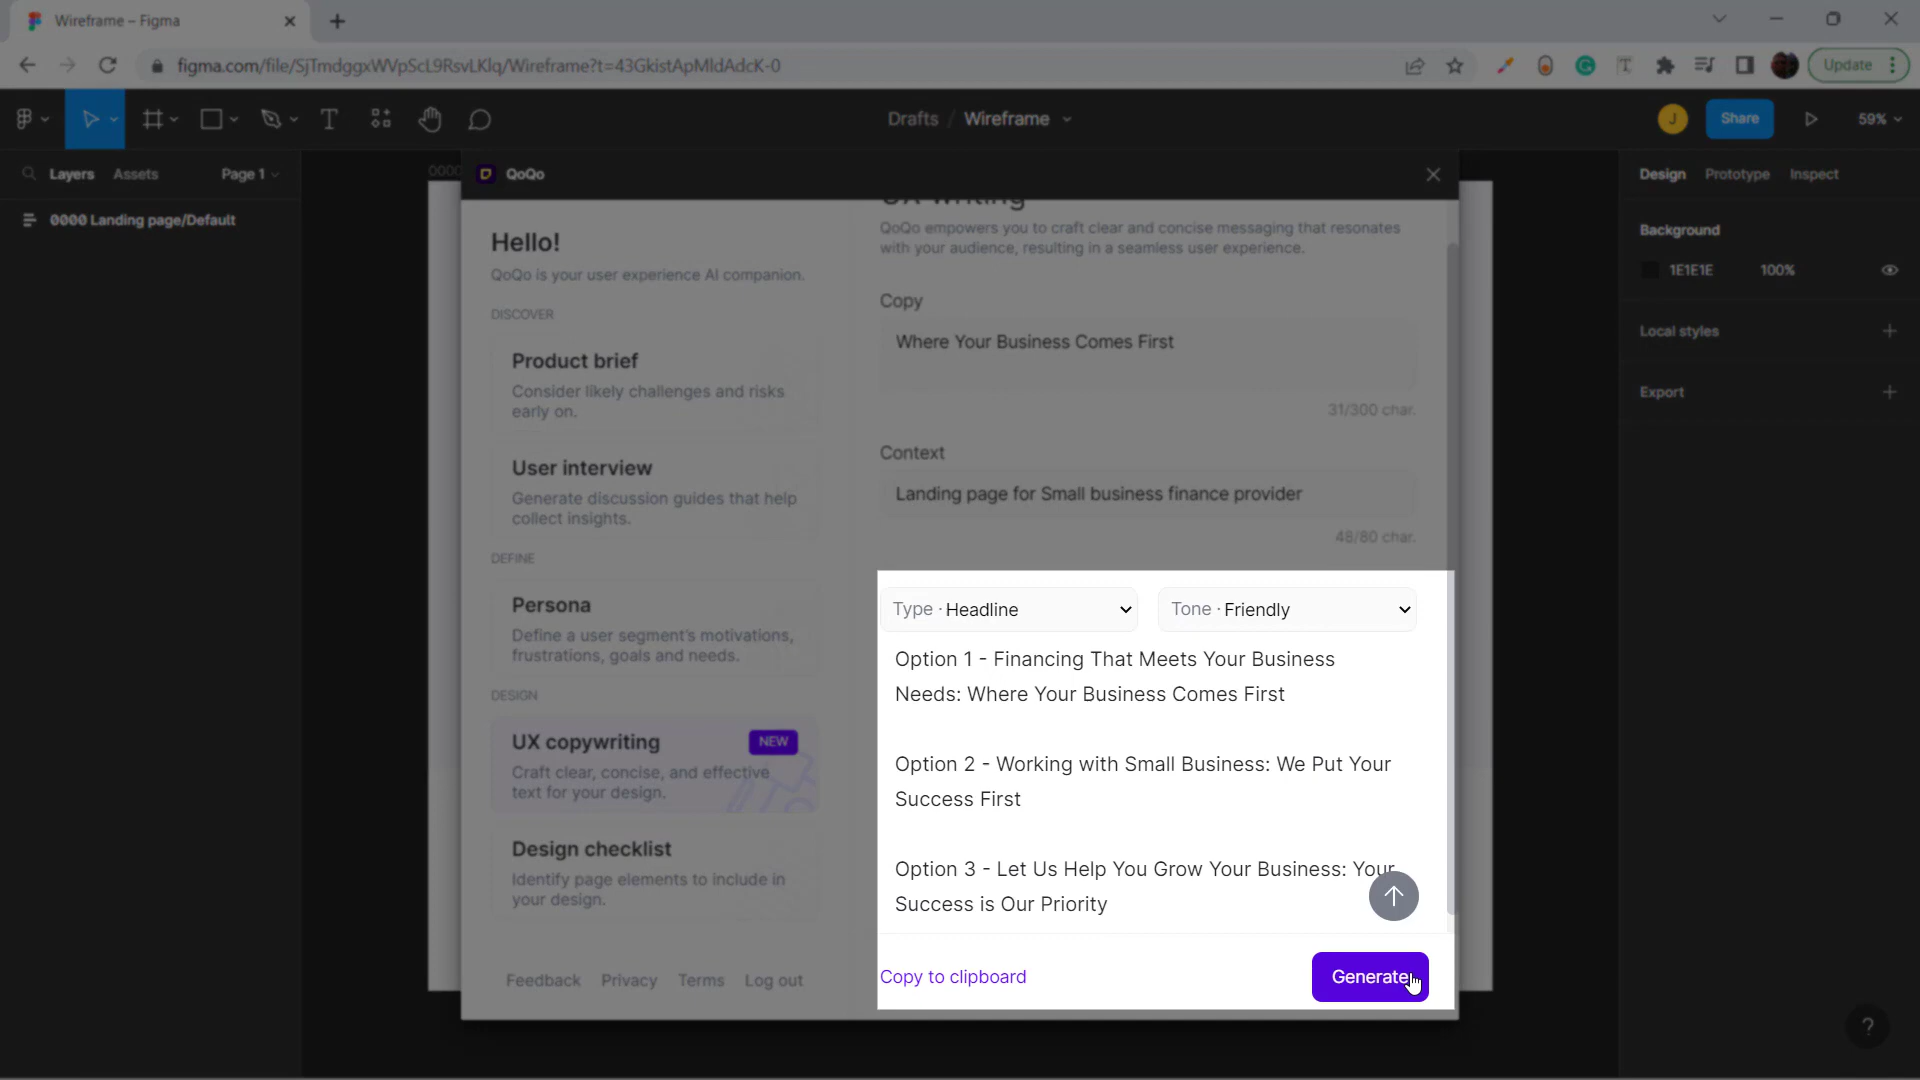 Wireframe – Figma
figma.com/file/SjTmdggxWVpScL9RsvLKlq/Wireframe?t=43GkistApMldAdcK-0
Update
Drafts / Wireframe
J
Share
59%
Layers
Assets
Page 1
0000 Landing page/Default
0000
QoQo
Hello!
QoQo is your user experience AI companion.
DISCOVER
Product brief
Consider likely challenges and risks
early on.
User interview
Generate discussion guides that help
collect insights.
DEFINE
Persona
Define a user segment's motivations,
frustrations, goals and needs.
DESIGN
UX copywriting
NEW
Craft clear, concise, and effective
text for your design.
Design checklist
Identify page elements to include in
your design.
Feedback
Privacy
Terms
Log out
UX writing
QoQo empowers you to craft clear and concise messaging that resonates
with your audience, resulting in a seamless user experience.
Copy
Where Your Business Comes First
31/300 char.
Context
Landing page for Small business finance provider
48/80 char.
Type · Headline
Tone · Friendly
Option 1 - Financing That Meets Your Business
Needs: Where Your Business Comes First
Option 2 - Working with Small Business: We Put Your
Success First
Option 3 - Let Us Help You Grow Your Business: Your
Success is Our Priority
Copy to clipboard
Generate
Design
Prototype
Inspect
Background
1E1E1E
100%
Local styles
Export
?